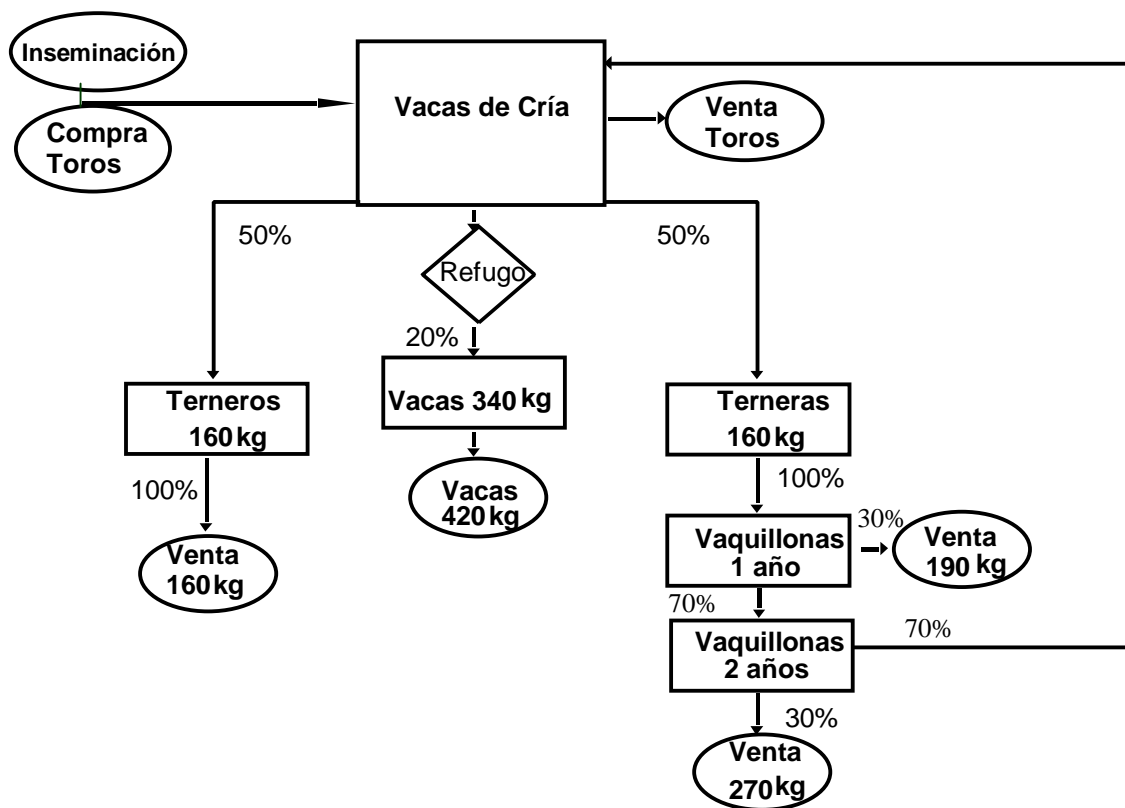 Inseminación
Compra
Toros
Vacas de Cría
Venta
Toros
50%
Refugo
50%
20%
Terneros
160 kg
Vacas 340 kg
Terneras
160 kg
100%
Vacas
420 kg
100%
Venta
160 kg
Vaquillonas
1 año
30%
Venta
190 kg
70%
Vaquillonas
2 años
70%
30%
Venta
270 kg